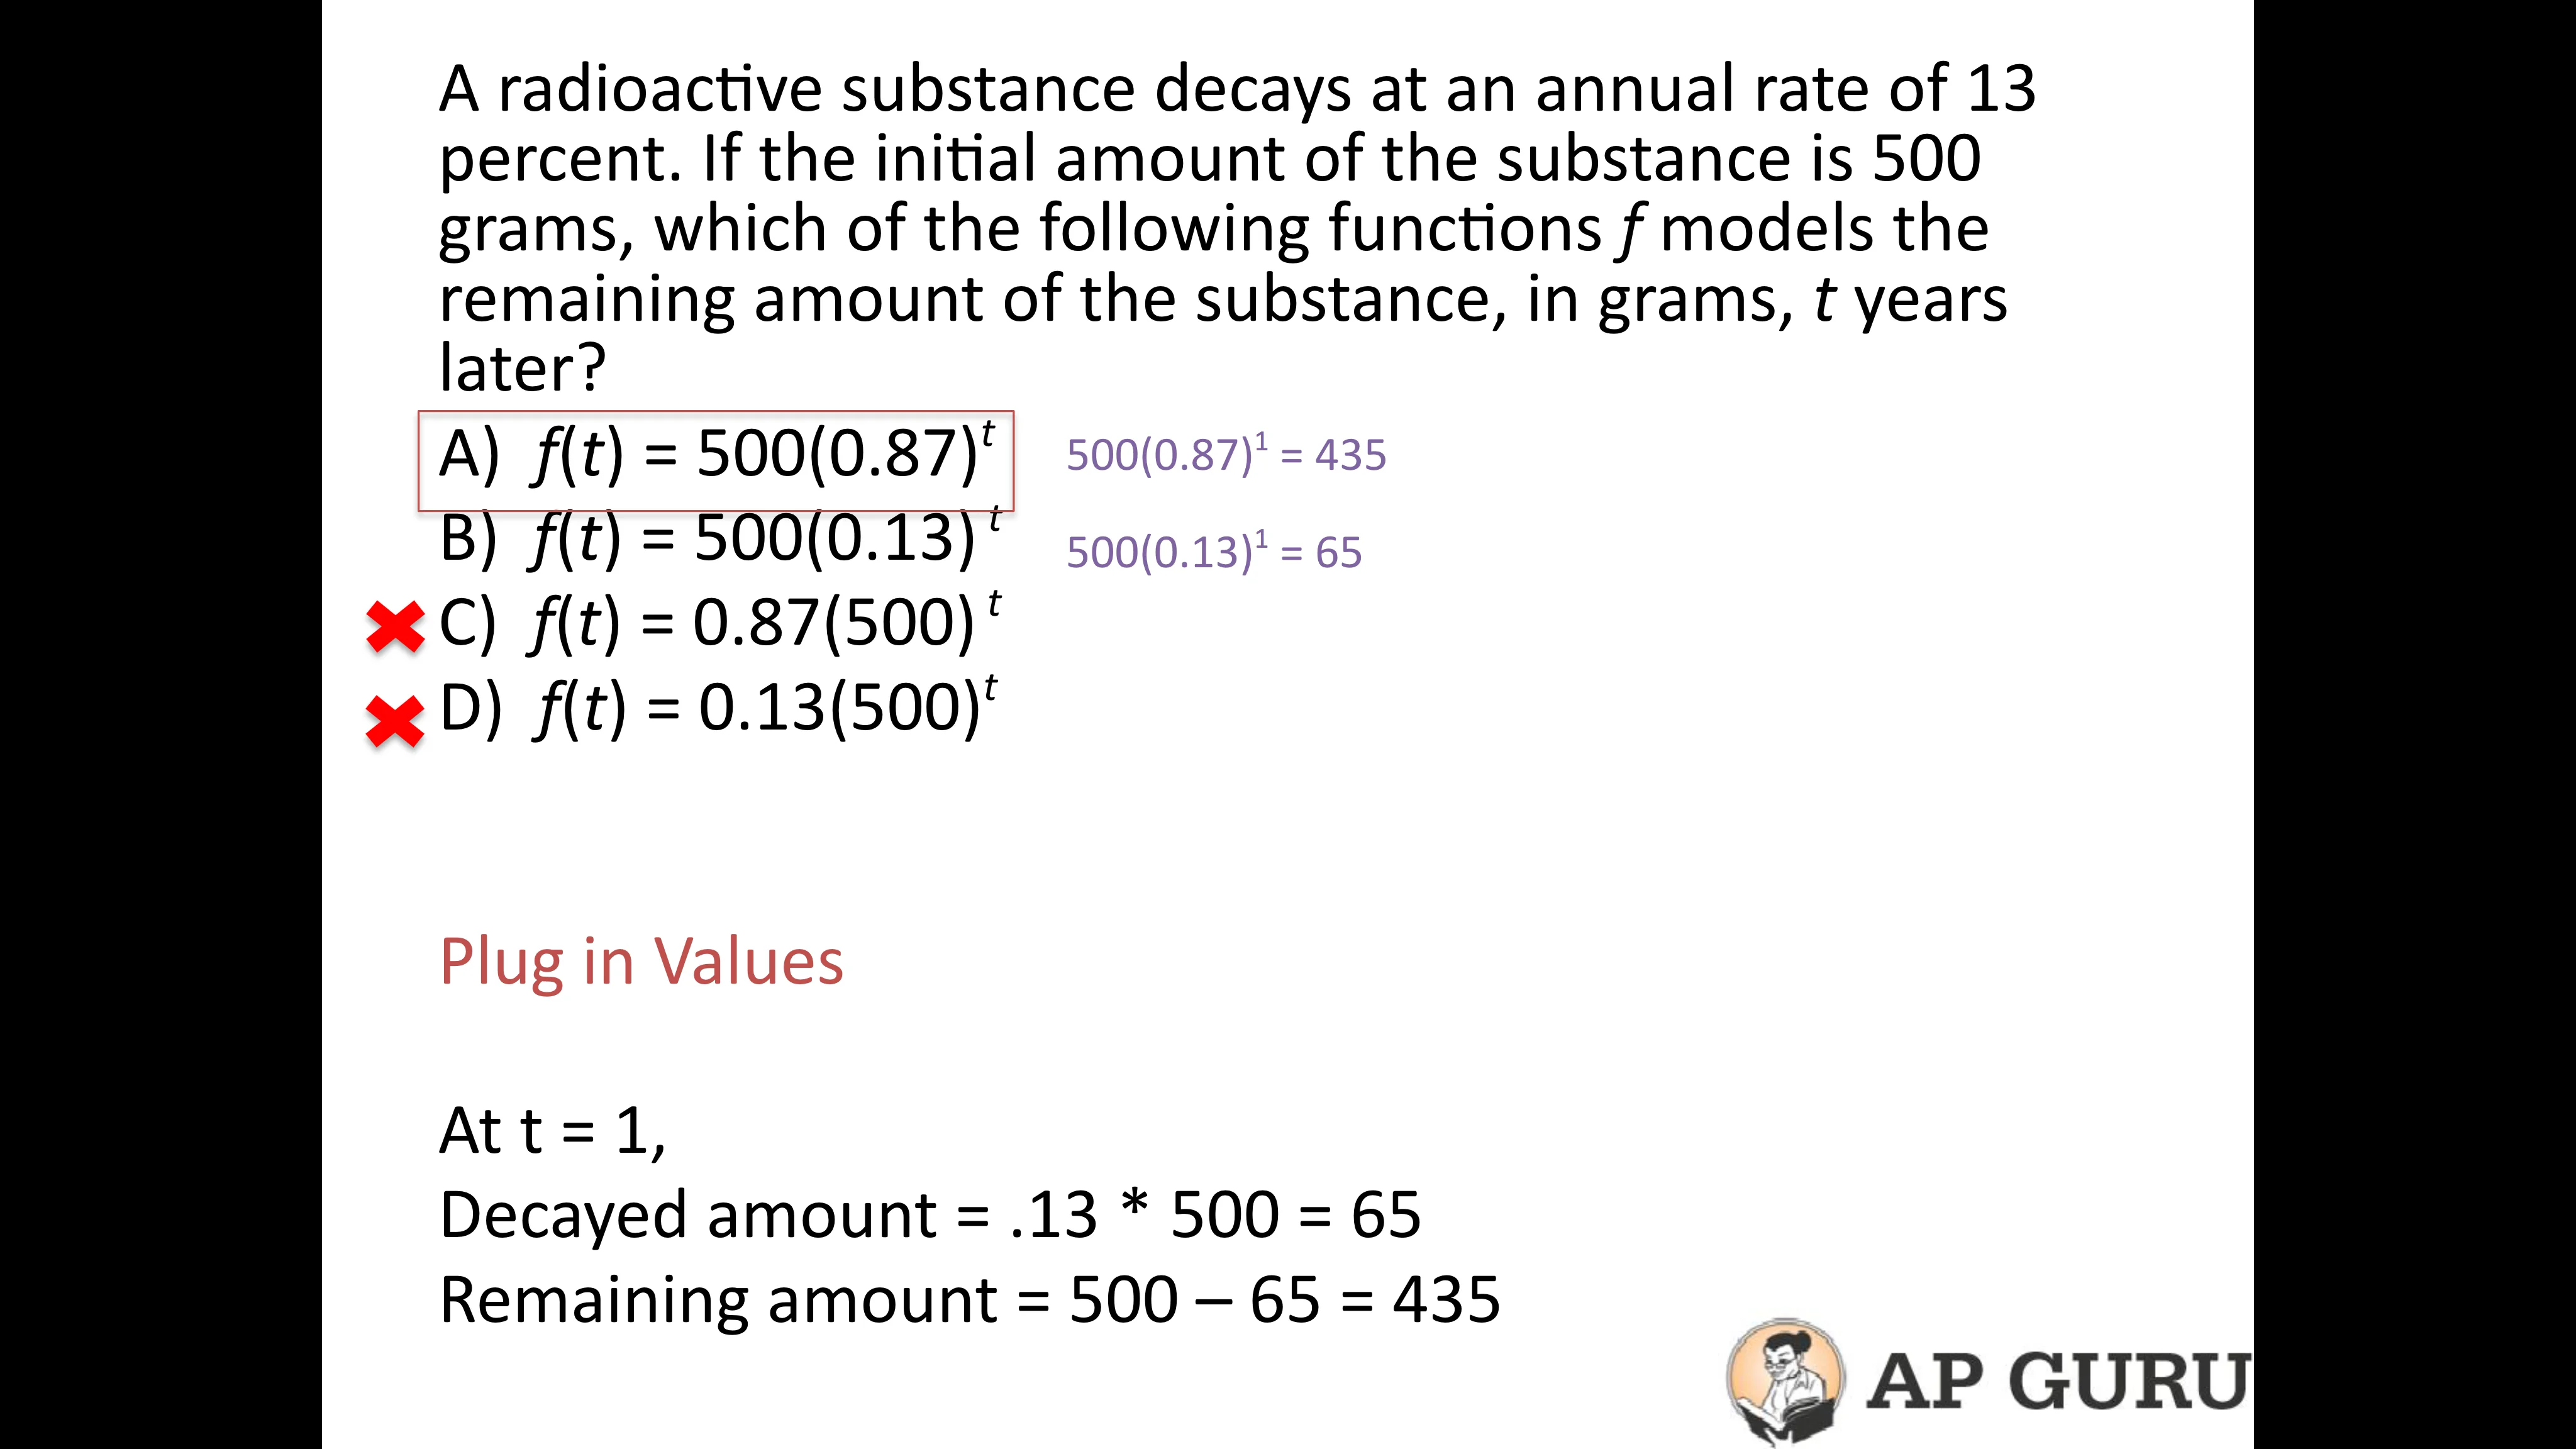 A radioactive substance decays at an annual rate of 13
percent. If the initial amount of the substance is 500
grams, which of the following functions f models the
remaining amount of the substance, in grams, t years
later?
A) f(t) = 500(0.87)^t 500(0.87)¹ = 435
B) f(t) = 500(0.13)^t 500(0.13)¹ = 65
C) f(t) = 0.87(500)^t
D) f(t) = 0.13(500)^t
Plug in Values
At t = 1,
Decayed amount = .13 * 500 = 65
Remaining amount = 500 – 65 = 435
AP GURU